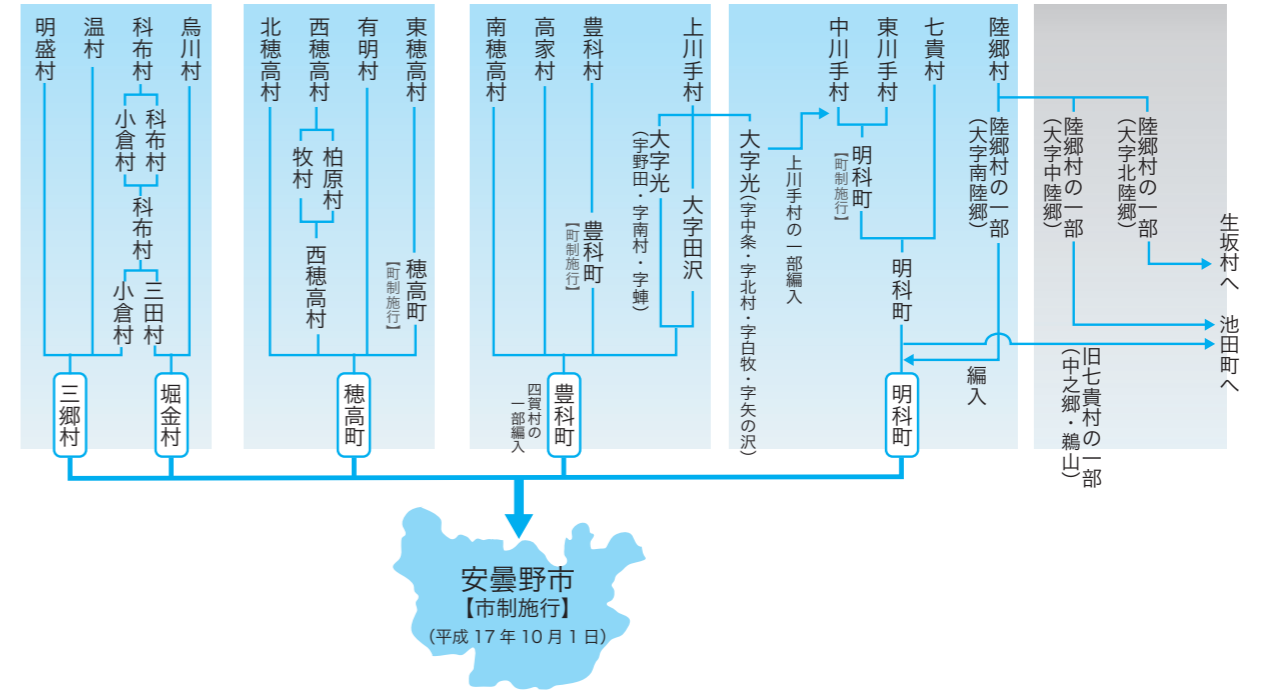 明盛村
温村
科布村
烏川村
小倉村
科布村
科布村
小倉村
三田村
三郷村
堀金村
北穂高村
西穂高村
有明村
東穂高村
牧村
柏原村
西穂高村
穂高町
【町制施行】
穂高町
南穂高村
高家村
豊科村
上川手村
豊科町
【町制施行】
大字光
（宇野田・字南村・字蝉）
大字田沢
大字光（字中条・字北村・字白牧・字矢の沢）
上川手村の一部編入
四賀村の
一部編入
豊科町
中川手村
東川手村
七貴村
陸郷村
明科町
【町制施行】
明科町
陸郷村の一部
（大字南陸郷）
編入
明科町
陸郷村の一部
（大字中陸郷）
陸郷村の一部
（大字北陸郷）
生坂村へ
池田町へ
旧七貴村の一部
（中之郷・鵜山）
安曇野市
【市制施行】
（平成17年10月1日）